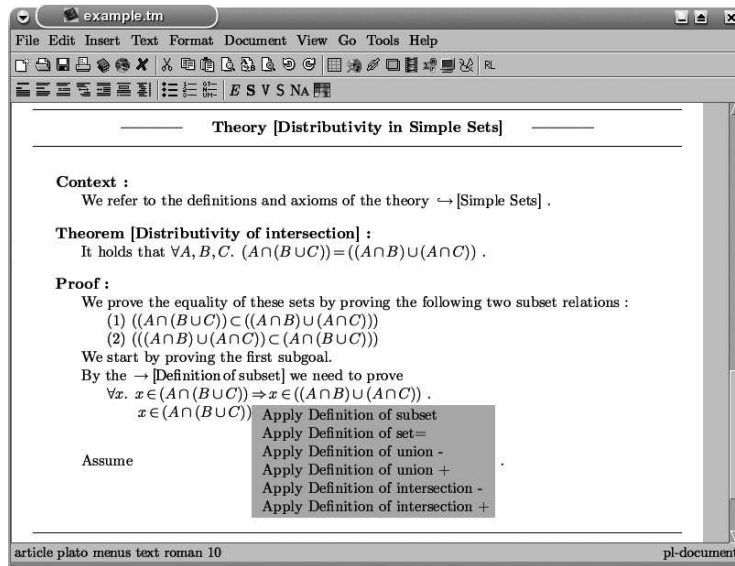 example.tm
File Edit Insert Text Format Document View Go Tools Help
RL
E S V S NA
Theory [Distributivity in Simple Sets]
Context :
We refer to the definitions and axioms of the theory ↪[Simple Sets] .
Theorem [Distributivity of intersection] :
It holds that ∀A, B, C. (A∩(B∪C))=((A∩B)∪(A∩C)) .
Proof :
We prove the equality of these sets by proving the following two subset relations :
(1) ((A∩(B∪C))⊂((A∩B)∪(A∩C)))
(2) (((A∩B)∪(A∩C))⊂(A∩(B∪C)))
We start by proving the first subgoal.
By the →[Definition of subset] we need to prove
∀x. x∈(A∩(B∪C))⇒x∈((A∩B)∪(A∩C)) .
x∈(A∩(B∪C))
Apply Definition of subset
Apply Definition of set=
Apply Definition of union -
Assume .
Apply Definition of union +
Apply Definition of intersection -
Apply Definition of intersection +
article plato menus text roman 10
pl-document